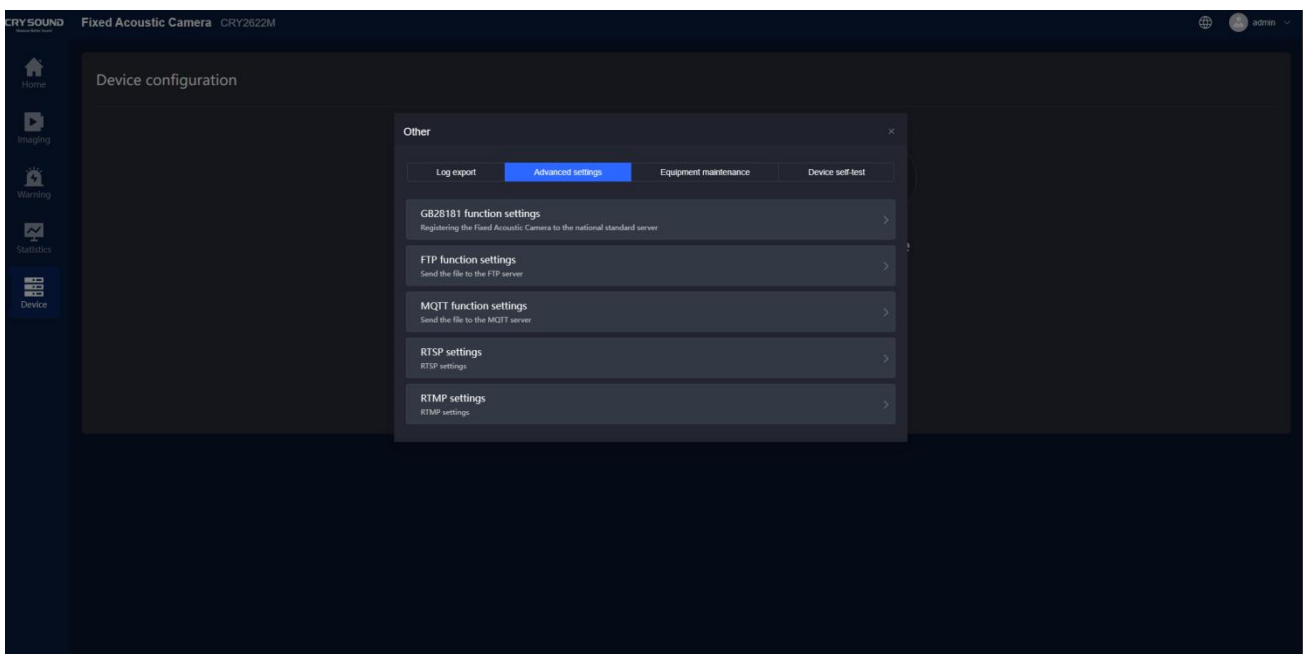 CRYSOUND
Fixed Acoustic Camera CRY2622M
admin
Home
Device configuration
Imaging
Warning
Statistics
Device
Other
Log export
Advanced settings
Equipment maintenance
Device self-test
GB28181 function settings
Registering the Fixed Acoustic Camera to the national standard server
FTP function settings
Send the file to the FTP server
MQTT function settings
Send the file to the MQTT server
RTSP settings
RTSP settings
RTMP settings
RTMP settings